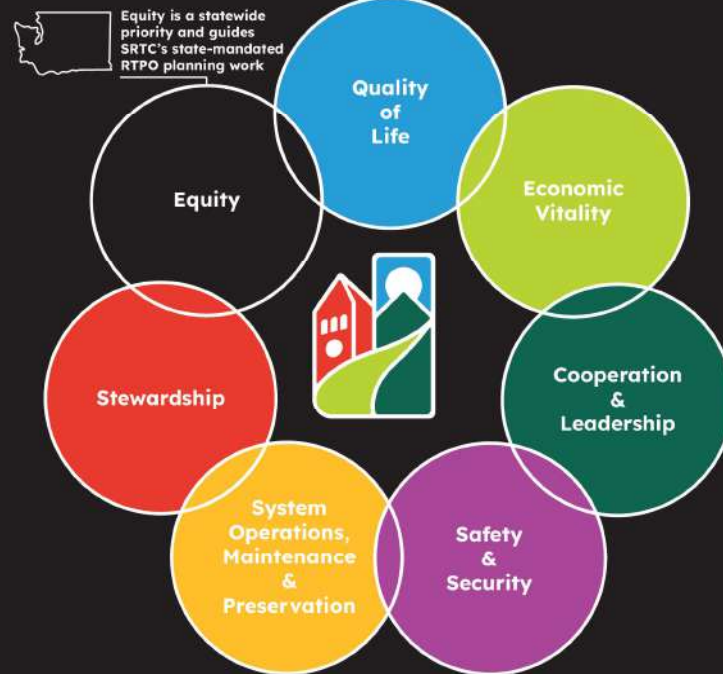 Equity is a statewide
priority and guides
SRTC's state-mandated
RTPO planning work
Quality
of
Life
Equity
Economic
Vitality
Stewardship
Cooperation
&
Leadership
System
Operations,
Maintenance
&
Preservation
Safety
&
Security